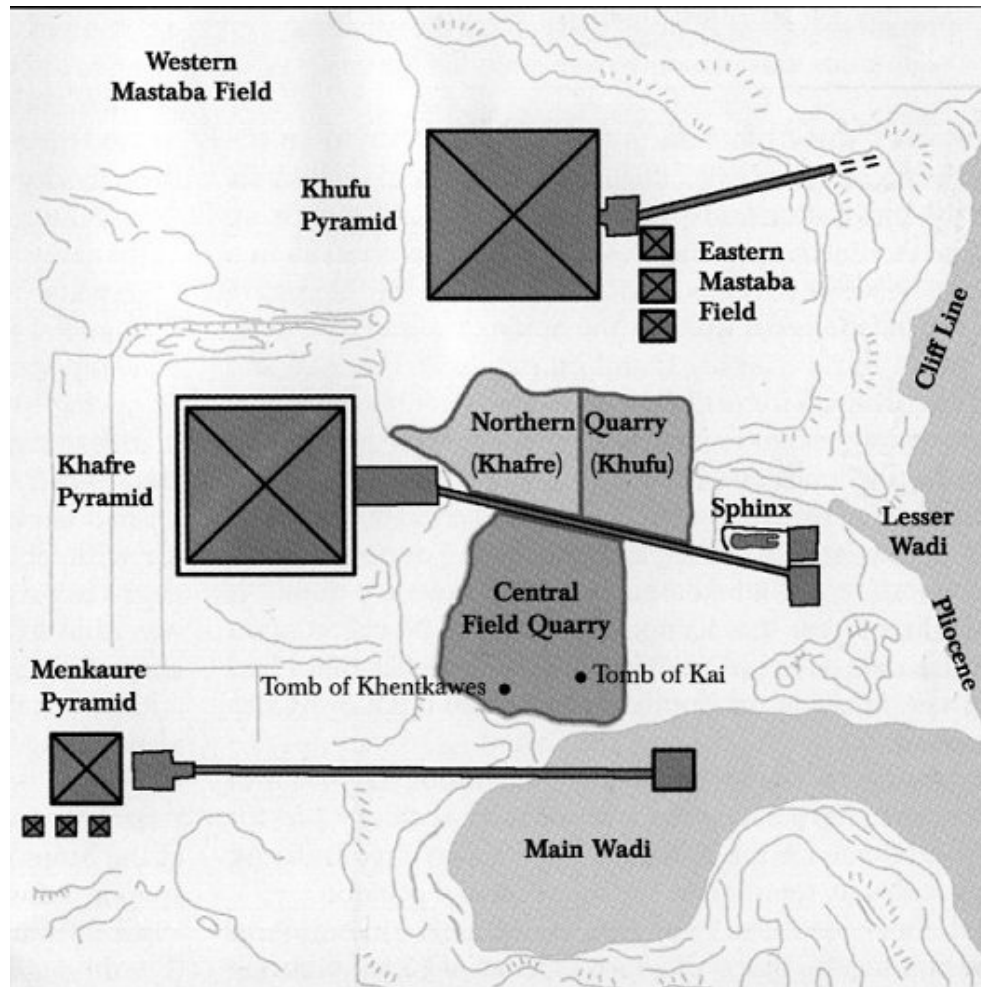 Western
Mastaba Field
Khufu
Pyramid
Eastern
Mastaba
Field
Cliff Line
Northern Quarry
(Khafre) (Khufu)
Khafre
Pyramid
Sphinx
Lesser
Wadi
Central
Field Quarry
Pliocene
Menkaure
Pyramid
Tomb of Khentkawes
Tomb of Kai
Main Wadi